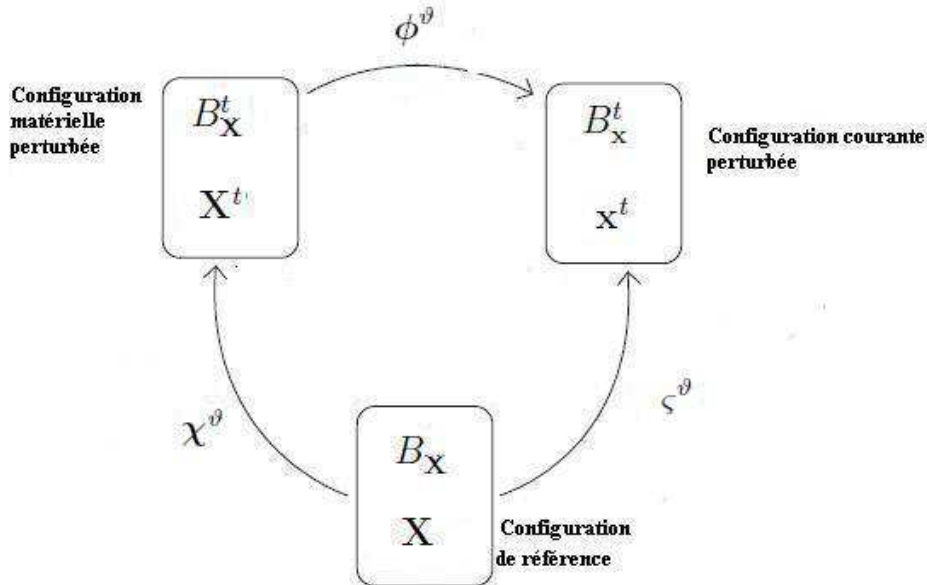 ϕ^ϑ
Configuration
matérielle
perturbée
B_𝐗^t
𝐗^t
B_𝐱^t
𝐱^t
Configuration courante
perturbée
χ^ϑ
ς^ϑ
B_𝐗
𝐗
Configuration
de référence